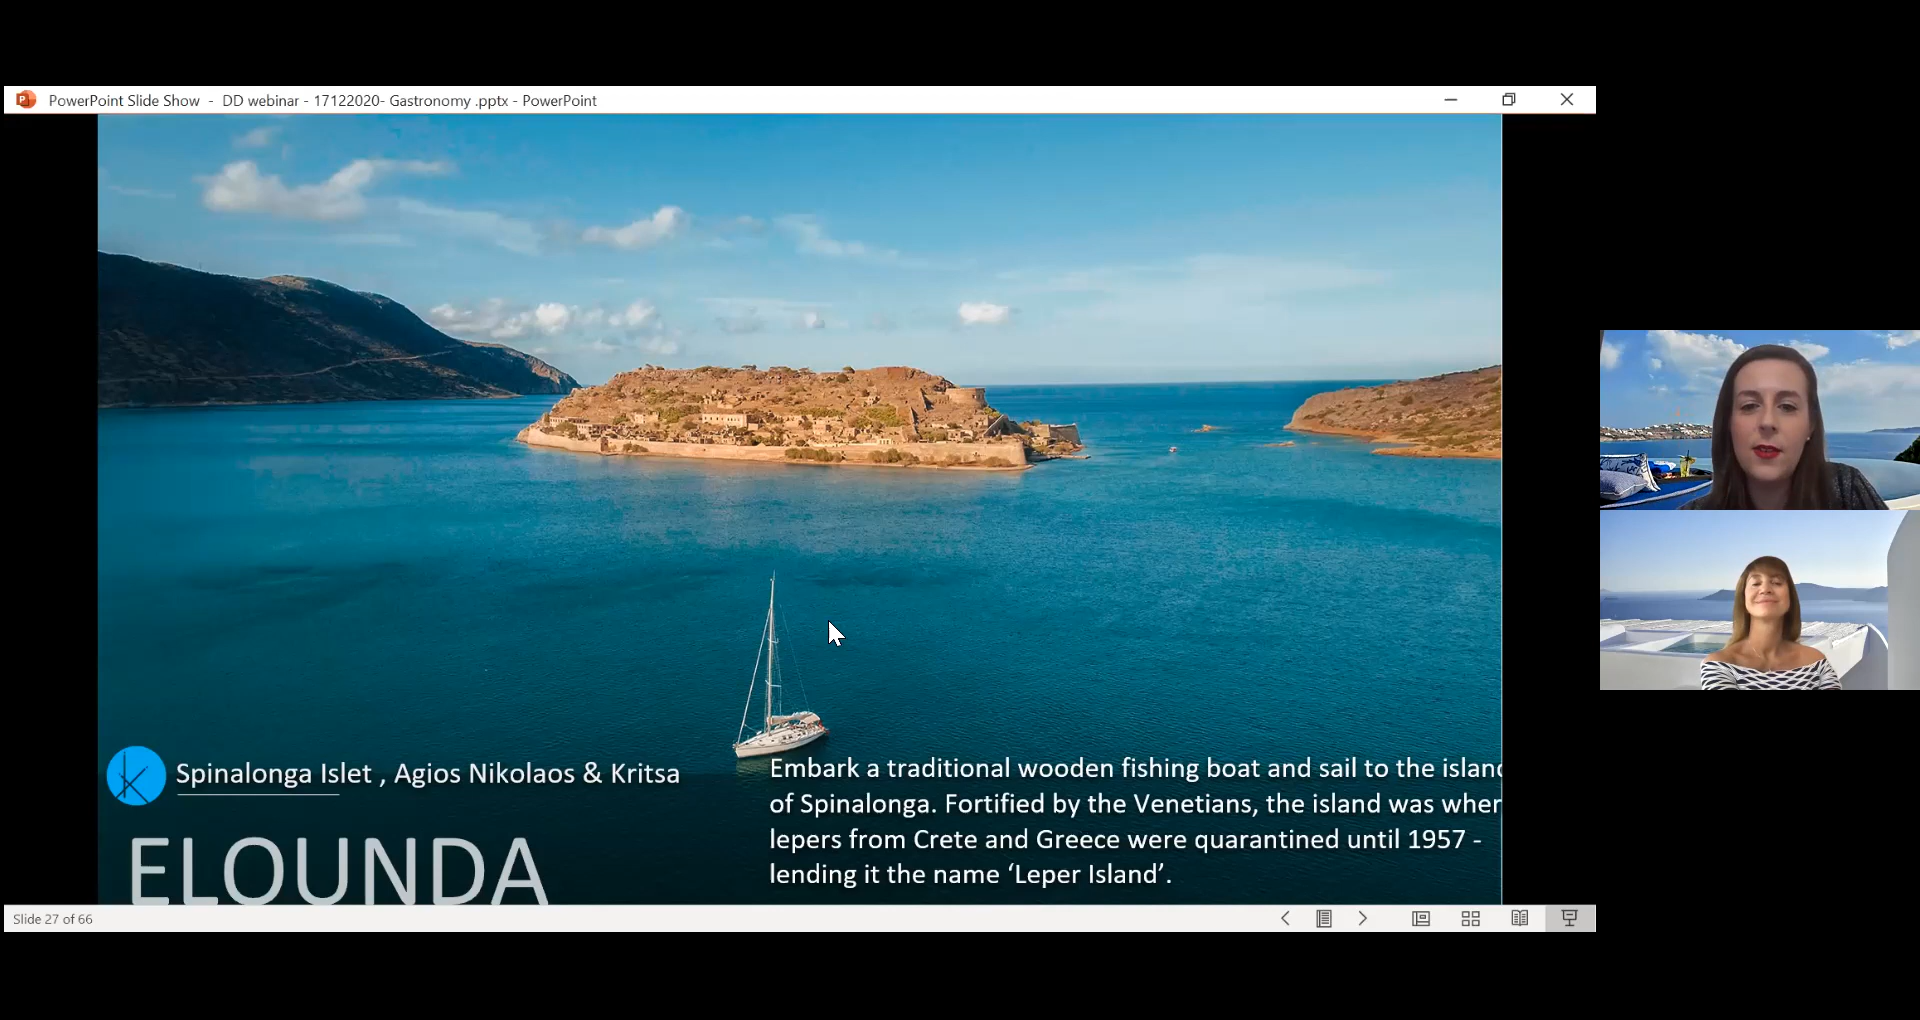 PowerPoint Slide Show - DD webinar - 17122020- Gastronomy .pptx - PowerPoint
Spinalonga Islet , Agios Nikolaos & Kritsa
ELOUNDA
Embark a traditional wooden fishing boat and sail to the island
of Spinalonga. Fortified by the Venetians, the island was wher
lepers from Crete and Greece were quarantined until 1957 -
lending it the name ‘Leper Island’.
Slide 27 of 66